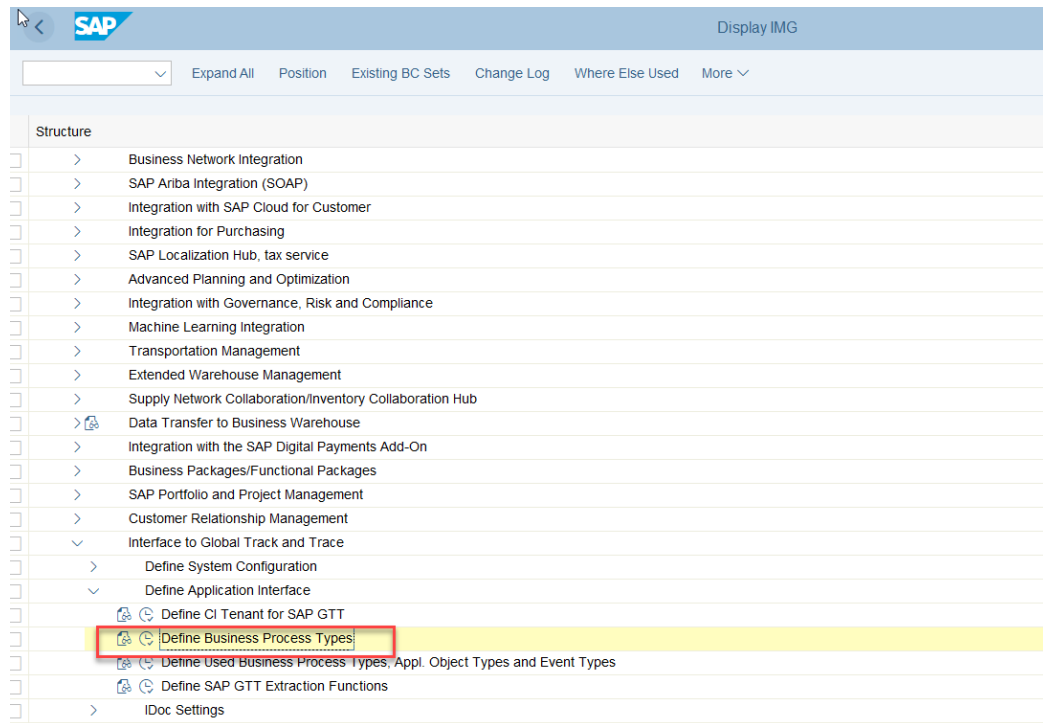 SAP
Display IMG
Expand All Position Existing BC Sets Change Log Where Else Used More
Structure
Business Network Integration
SAP Ariba Integration (SOAP)
Integration with SAP Cloud for Customer
Integration for Purchasing
SAP Localization Hub, tax service
Advanced Planning and Optimization
Integration with Governance, Risk and Compliance
Machine Learning Integration
Transportation Management
Extended Warehouse Management
Supply Network Collaboration/Inventory Collaboration Hub
Data Transfer to Business Warehouse
Integration with the SAP Digital Payments Add-On
Business Packages/Functional Packages
SAP Portfolio and Project Management
Customer Relationship Management
Interface to Global Track and Trace
Define System Configuration
Define Application Interface
Define CI Tenant for SAP GTT
Define Business Process Types
Define Used Business Process Types, Appl. Object Types and Event Types
Define SAP GTT Extraction Functions
IDoc Settings